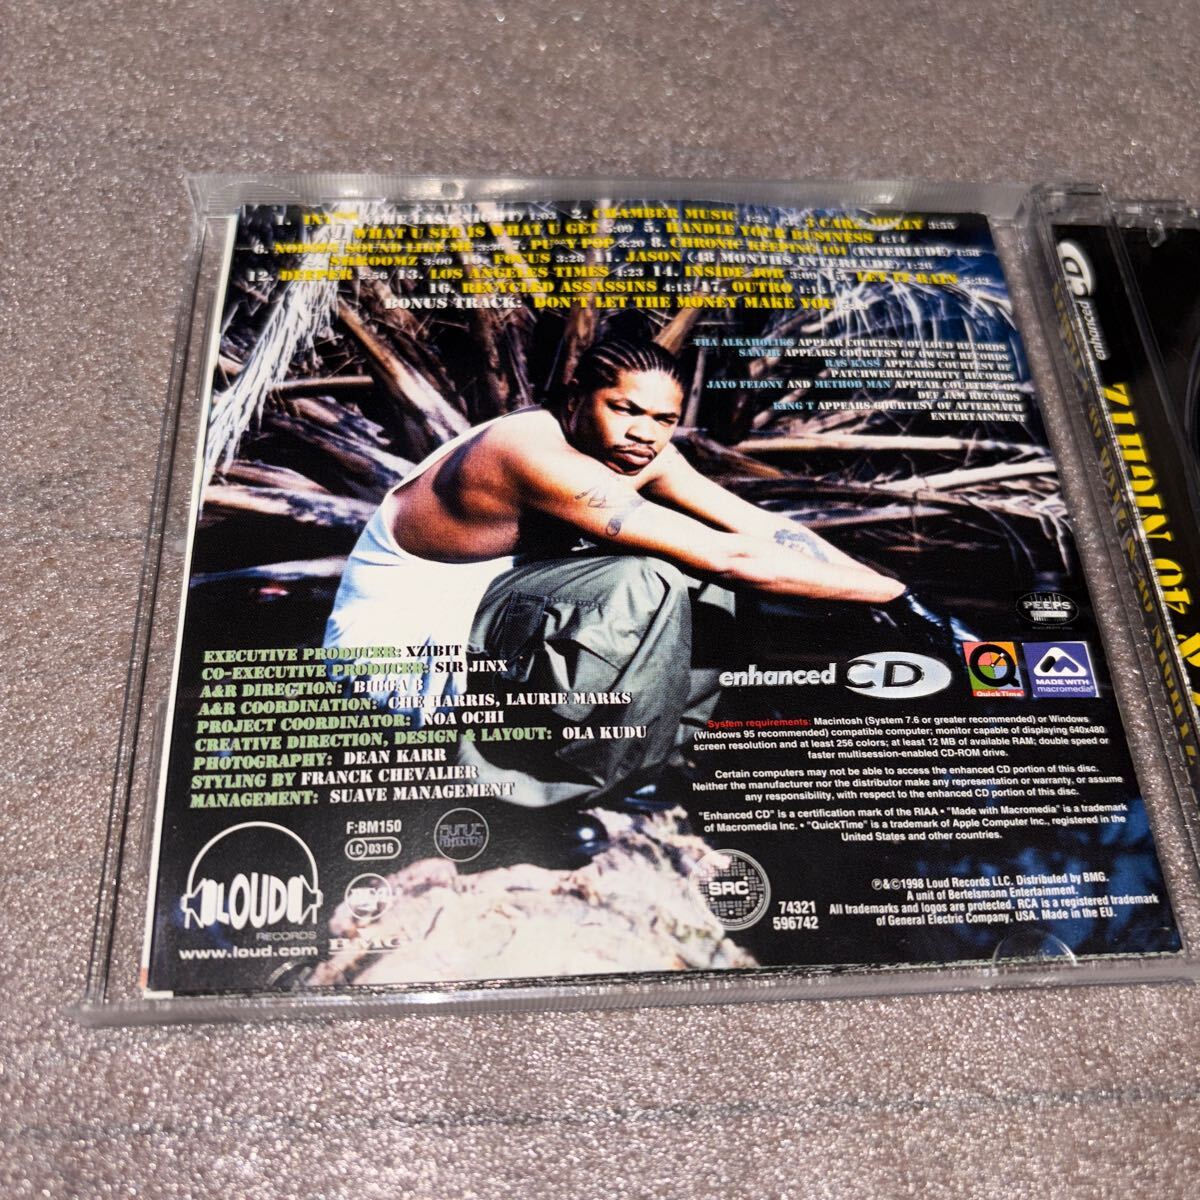 1. INTRO (THE LAST NIGHT) 1:03 2. CHAMBER MUSIC 4:21 3. 3 CARD MOLLY 3:55
4. WHAT U SEE IS WHAT U GET 5:09 5. HANDLE YOUR BUSINESS 4:14
6. NOBODY SOUND LIKE ME 3:36 7. PU**Y POP 3:20 8. CHRONIC KEEPING 101 (INTERLUDE) 1:58
SHROOMZ 3:00 10. FOCUS 3:28 11. JASON (48 MONTHS INTERLUDE) 1:26
12. DEEPER 2:56 13. LOS ANGELES TIMES 4:23 14. INSIDE JOB 3:09 15. LET IT RAIN 5:33
16. RECYCLED ASSASSINS 4:13 17. OUTRO
BONUS TRACK: DON'T LET THE MONEY MAKE YOU
THA ALKAHOLIKS APPEAR COURTESY OF LOUD RECORDS
SAAFIR APPEARS COURTESY OF QWEST RECORDS
RAS KASS APPEARS COURTESY OF
PATCHWERK/PRIORITY RECORDS
JAYO FELONY AND METHOD MAN APPEAR COURTESY OF
DEF JAM RECORDS
KING T APPEARS COURTESY OF AFTERMATH
ENTERTAINMENT
PEEPS
EXECUTIVE PRODUCER: XZIBIT
CO-EXECUTIVE PRODUCER: SIR JINX
A&R DIRECTION: BIGGA B
A&R COORDINATION: CHE HARRIS, LAURIE MARKS
PROJECT COORDINATOR: NOA OCHI
CREATIVE DIRECTION, DESIGN & LAYOUT: OLA KUDU
PHOTOGRAPHY: DEAN KARR
STYLING BY FRANCK CHEVALIER
MANAGEMENT: SUAVE MANAGEMENT
enhanced CD
QuickTime
MADE WITH
macromedia
System requirements: Macintosh (System 7.6 or greater recommended) or Windows
(Windows 95 recommended) compatible computer; monitor capable of displaying 640x480
screen resolution and at least 256 colors; at least 12 MB of available RAM; double speed or
faster multisession-enabled CD-ROM drive.
Certain computers may not be able to access the enhanced CD portion of this disc.
Neither the manufacturer nor the distributor make any representation or warranty, or assume
any responsibility, with respect to the enhanced CD portion of this disc.
"Enhanced CD" is a certification mark of the RIAA • "Made with Macromedia" is a trademark
of Macromedia Inc. • "QuickTime" is a trademark of Apple Computer Inc., registered in the
United States and other countries.
LOUD
RECORDS
www.loud.com
F:BM150
LC 0316
BMG
SRC
74321
596742
℗&©1998 Loud Records LLC. Distributed by BMG.
A unit of Bertelsmann Entertainment.
All trademarks and logos are protected. RCA is a registered trademark
of General Electric Company, USA. Made in the EU.
enhanced CD